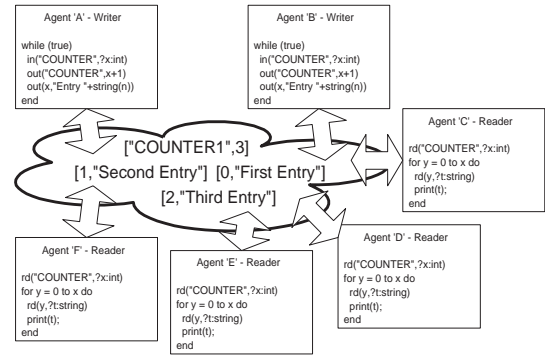 Agent 'A' - Writer
while (true)
in("COUNTER",?x:int)
out("COUNTER",x+1)
out(x,"Entry "+string(n))
end
Agent 'B' - Writer
while (true)
in("COUNTER",?x:int)
out("COUNTER",x+1)
out(x,"Entry "+string(n))
end
Agent 'C' - Reader
rd("COUNTER",?x:int)
for y = 0 to x do
rd(y,?t:string)
print(t);
end
["COUNTER1",3]
[1,"Second Entry"] [0,"First Entry"]
[2,"Third Entry"]
Agent 'F' - Reader
rd("COUNTER",?x:int)
for y = 0 to x do
rd(y,?t:string)
print(t);
end
Agent 'E' - Reader
rd("COUNTER",?x:int)
for y = 0 to x do
rd(y,?t:string)
print(t);
end
Agent 'D' - Reader
rd("COUNTER",?x:int)
for y = 0 to x do
rd(y,?t:string)
print(t);
end